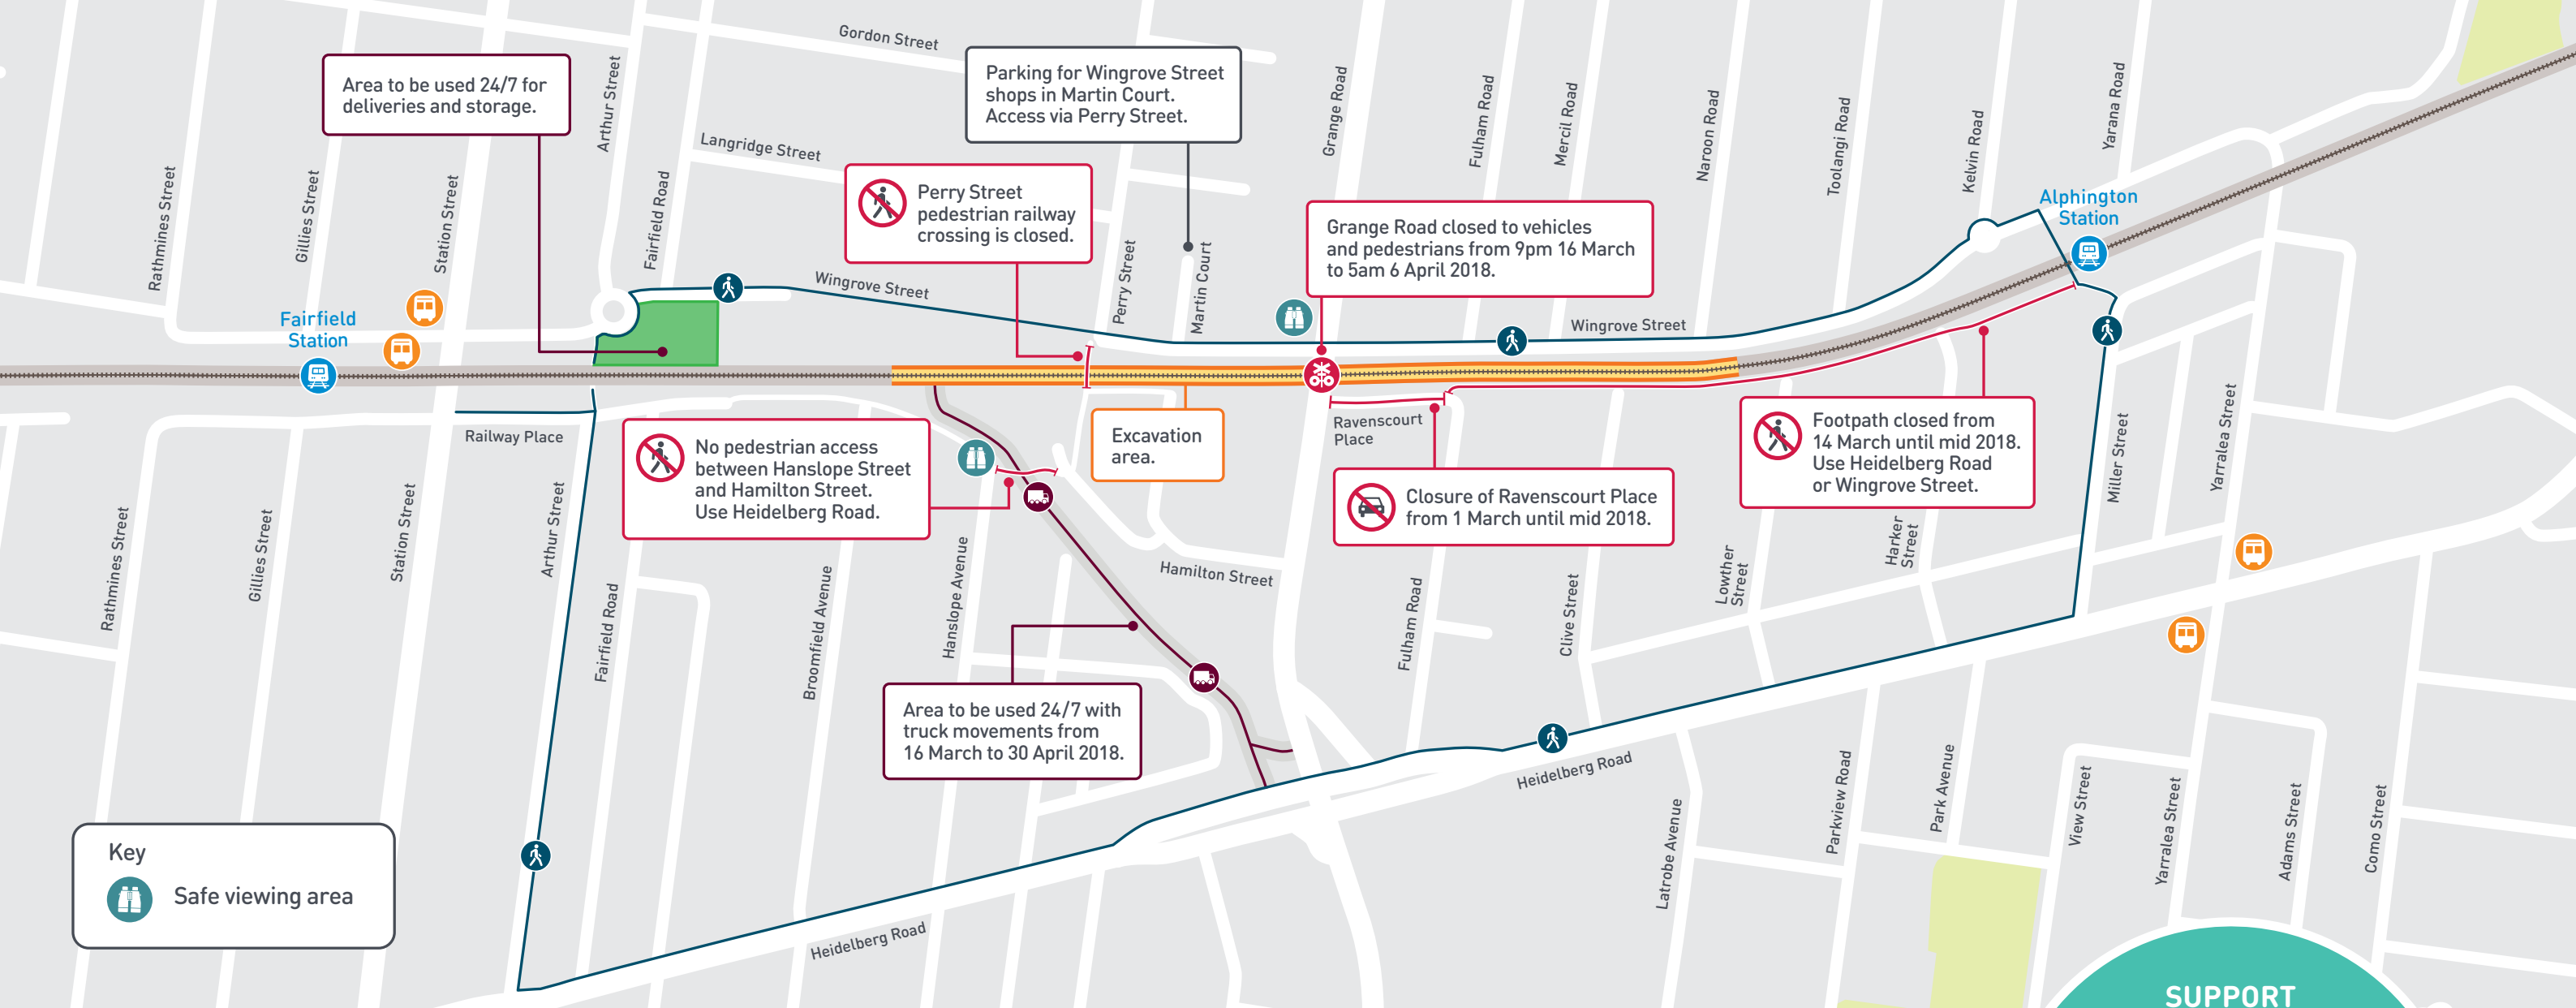 Gordon Street
Area to be used 24/7 for
deliveries and storage.
Arthur Street
Parking for Wingrove Street
shops in Martin Court.
Access via Perry Street.
Grange Road
Fulham Road
Mercil Road
Naroon Road
Toolangi Road
Kelvin Road
Yarana Road
Langridge Street
Rathmines Street
Gillies Street
Station Street
Fairfield Road
Perry Street
pedestrian railway
crossing is closed.
Grange Road closed to vehicles
and pedestrians from 9pm 16 March
to 5am 6 April 2018.
Alphington
Station
Wingrove Street
Perry Street
Martin Court
Wingrove Street
Fairfield
Station
Railway Place
No pedestrian access
between Hanslope Street
and Hamilton Street.
Use Heidelberg Road.
Excavation
area.
Ravenscourt
Place
Closure of Ravenscourt Place
from 1 March until mid 2018.
Footpath closed from
14 March until mid 2018.
Use Heidelberg Road
or Wingrove Street.
Miller Street
Yarralea Street
Rathmines Street
Gillies Street
Station Street
Arthur Street
Fairfield Road
Broomfield Avenue
Hanslope Avenue
Hamilton Street
Fulham Road
Clive Street
Lowther
Street
Harker
Street
Area to be used 24/7 with
truck movements from
16 March to 30 April 2018.
Heidelberg Road
Latrobe Avenue
Parkview Road
Park Avenue
View Street
Yarralea Street
Adams Street
Como Street
Key
Safe viewing area
Heidelberg Road
SUPPORT